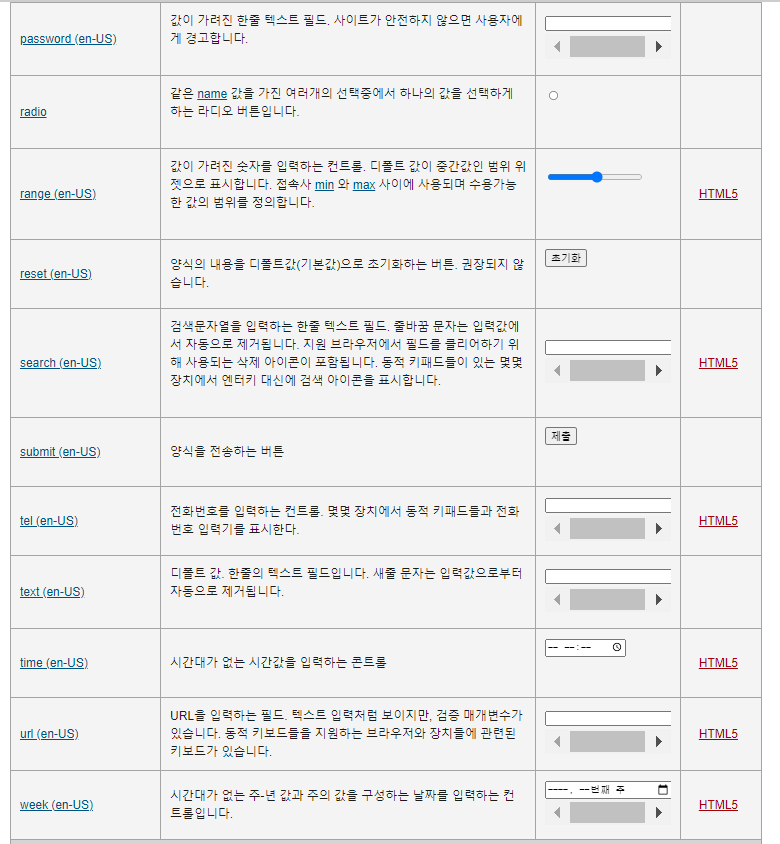 password (en-US)
값이 가려진 한줄 텍스트 필드. 사이트가 안전하지 않으면 사용자에
게 경고합니다.
radio
같은 name 값을 가진 여러개의 선택중에서 하나의 값을 선택하게
하는 라디오 버튼입니다.
range (en-US)
값이 가려진 숫자를 입력하는 컨트롤. 디폴트 값이 중간값인 범위 위
젯으로 표시합니다. 접속사 min 와 max 사이에 사용되며 수용가능
한 값의 범위를 정의합니다.
HTML5
reset (en-US)
양식의 내용을 디폴트값(기본값)으로 초기화하는 버튼. 권장되지 않
습니다.
초기화
search (en-US)
검색문자열을 입력하는 한줄 텍스트 필드. 줄바꿈 문자는 입력값에
서 자동으로 제거됩니다. 지원 브라우저에서 필드를 클리어하기 위
해 사용되는 삭제 아이콘이 포함됩니다. 동적 키패드들이 있는 몇몇
장치에서 엔터키 대신에 검색 아이콘을 표시합니다.
HTML5
submit (en-US)
양식을 전송하는 버튼
제출
tel (en-US)
전화번호를 입력하는 컨트롤. 몇몇 장치에서 동적 키패드들과 전화
번호 입력기를 표시한다.
HTML5
text (en-US)
디폴트 값. 한줄의 텍스트 필드입니다. 새줄 문자는 입력값으로부터
자동으로 제거됩니다.
time (en-US)
시간대가 없는 시간값을 입력하는 콘트롤
-- --:--
HTML5
url (en-US)
URL을 입력하는 필드. 텍스트 입력처럼 보이지만, 검증 매개변수가
있습니다. 동적 키보드들을 지원하는 브라우저와 장치들에 관련된
키보드가 있습니다.
HTML5
week (en-US)
시간대가 없는 주-년 값과 주의 값을 구성하는 날짜를 입력하는 컨
트롤입니다.
----, --번째 주
HTML5